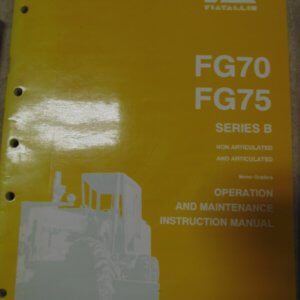 FIATALLIS
FG70
FG75
SERIES B
NON ARTICULATED
AND ARTICULATED
Motor Graders
OPERATION
AND MAINTENANCE
INSTRUCTION MANUAL